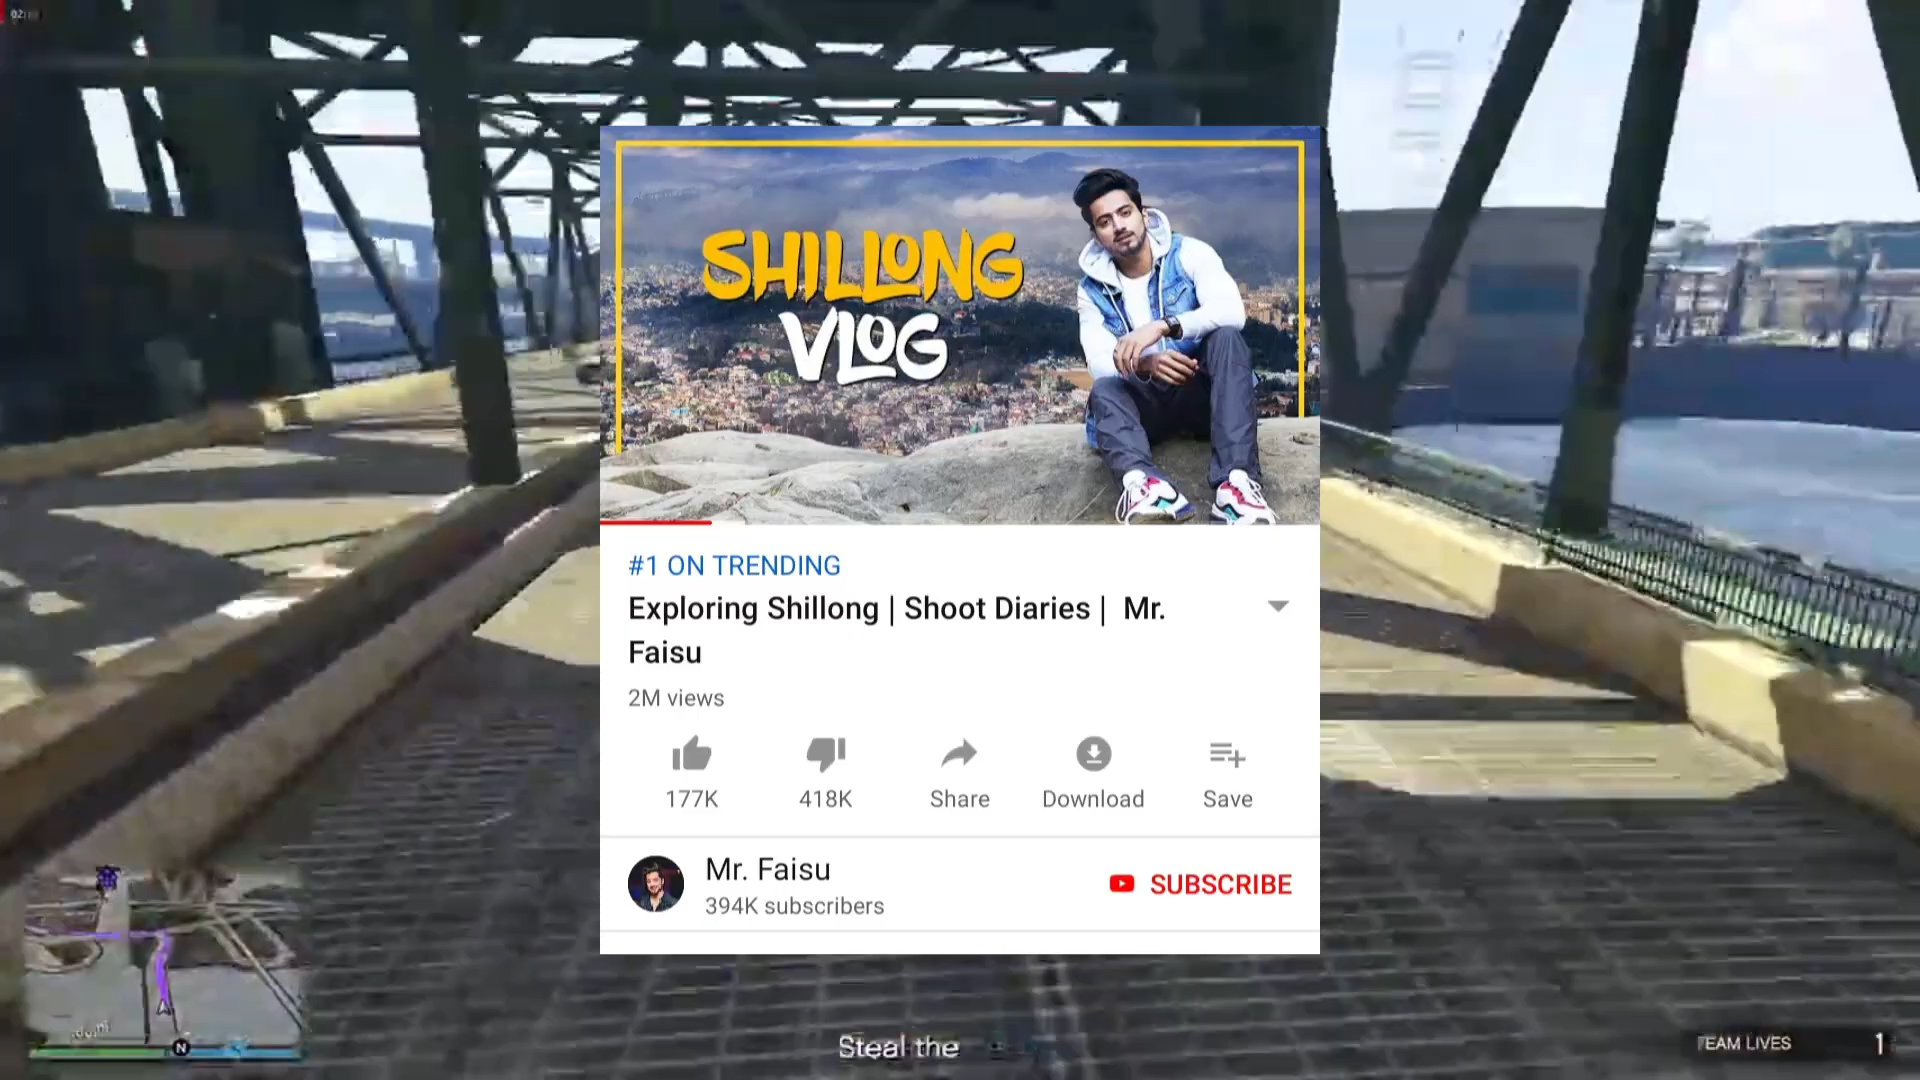 SHILLONG
VLOG
#1 ON TRENDING
Exploring Shillong | Shoot Diaries | Mr.
Faisu
2M views
177K
418K
Share
Download
Save
Mr. Faisu
394K subscribers
SUBSCRIBE
N
Steal the
TEAM LIVES
1